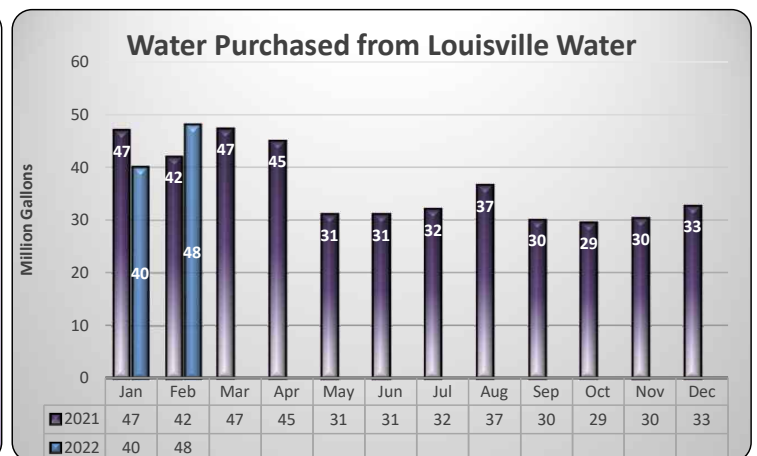 Water Purchased from Louisville Water
Million Gallons
60
50
40
30
20
10
0
47 42 47 45 31 31 32 37 30 29 30 33
40 48
Jan Feb Mar Apr May Jun Jul Aug Sep Oct Nov Dec
2021 47 42 47 45 31 31 32 37 30 29 30 33
2022 40 48